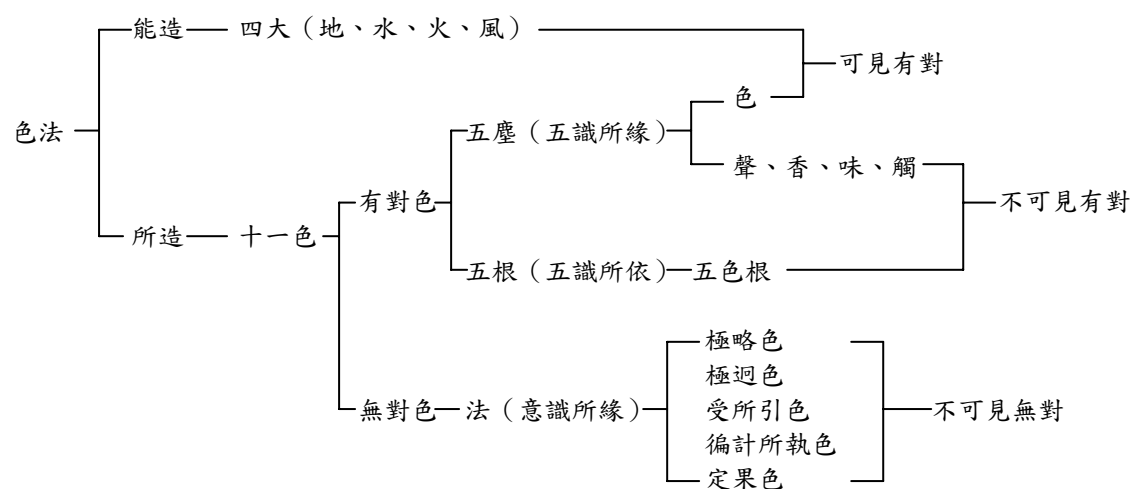 能造 四大（地、水、火、風）
可見有對
色
色法 五塵（五識所緣）
聲、香、味、觸
有對色 不可見有對
所造 十一色
五根（五識所依） 五色根
極略色
極迥色
無對色 法（意識所緣） 受所引色 不可見無對
徧計所執色
定果色